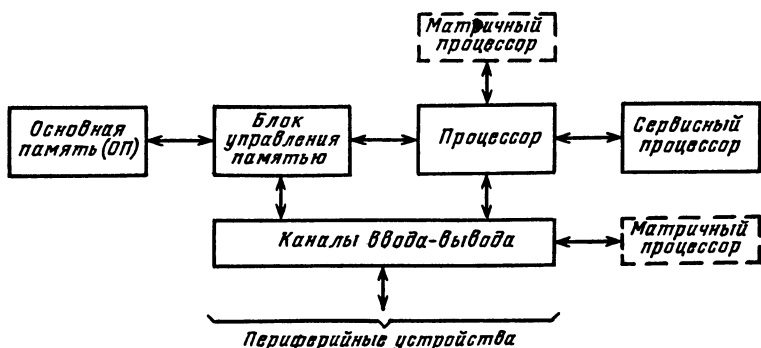 Матричный
процессор
Основная
память (ОП)
Блок
управления
памятью
Процессор
Сервисный
процессор
Каналы ввода-вывода
Матричный
процессор
Периферийные устройства